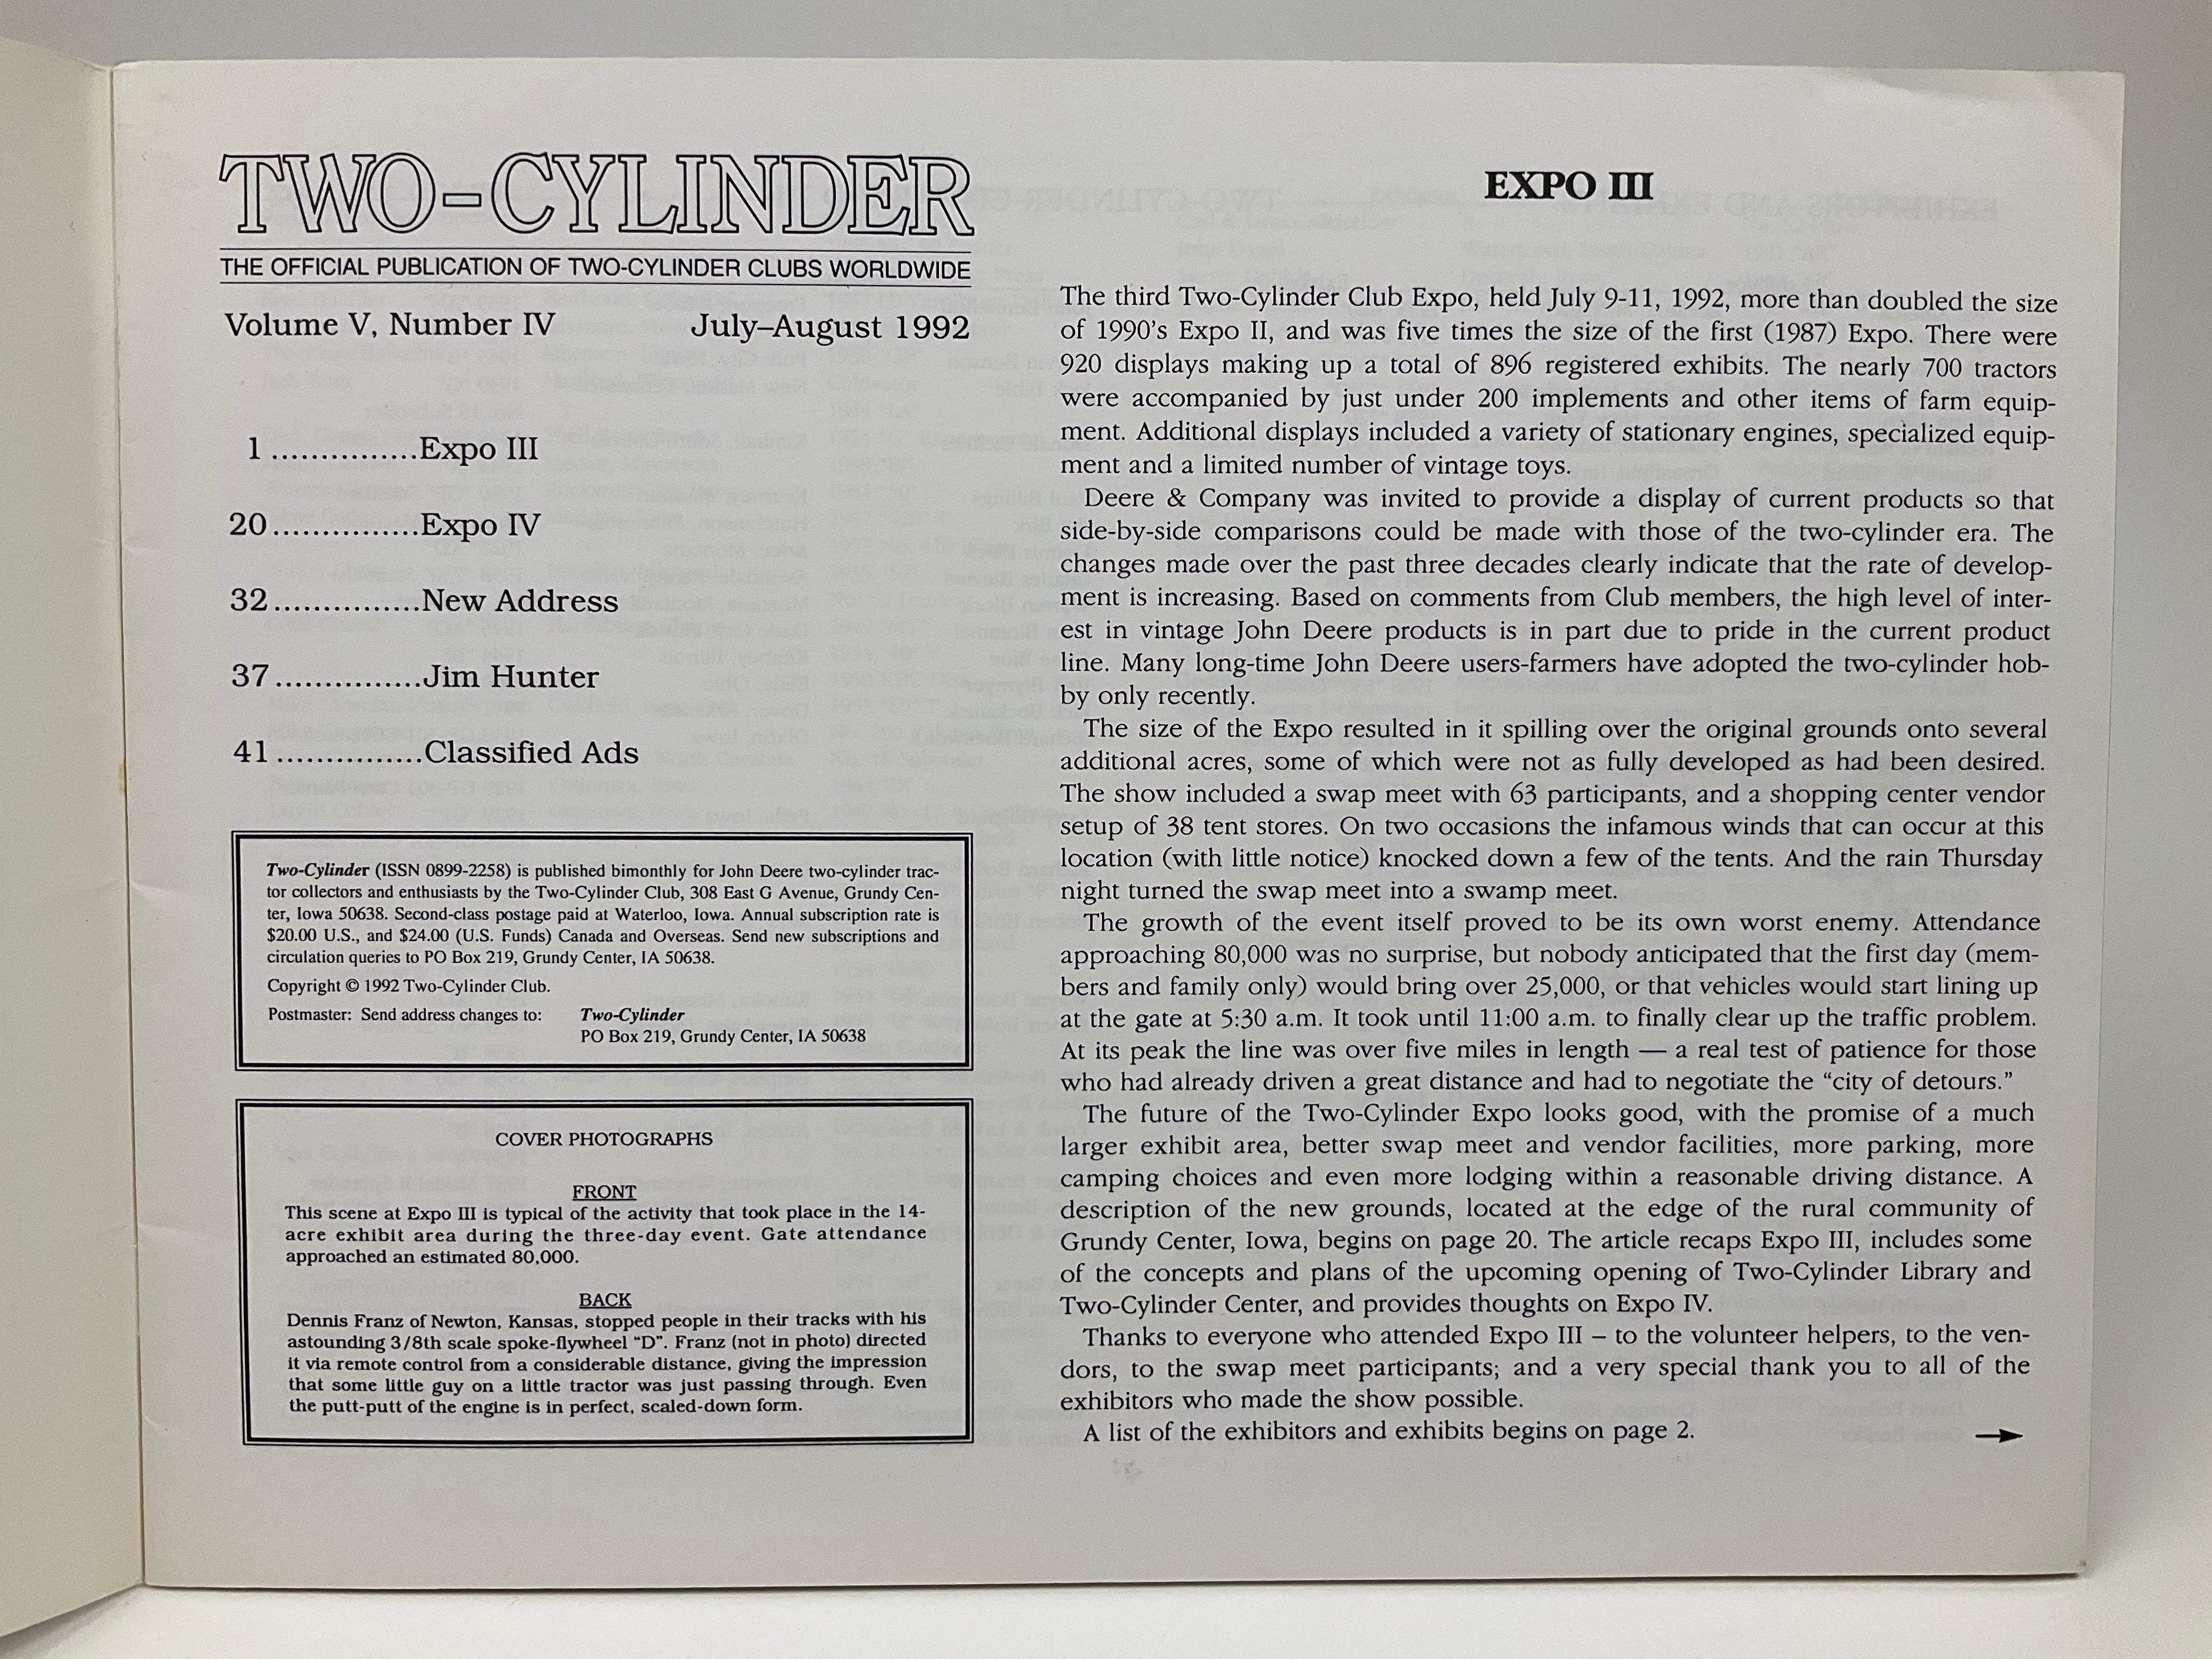 TWO-CYLINDER
THE OFFICIAL PUBLICATION OF TWO-CYLINDER CLUBS WORLDWIDE
Volume V, Number IV July–August 1992
1 ...............Expo III
20...............Expo IV
32...............New Address
37...............Jim Hunter
41...............Classified Ads
Two-Cylinder (ISSN 0899-2258) is published bimonthly for John Deere two-cylinder trac-
tor collectors and enthusiasts by the Two-Cylinder Club, 308 East G Avenue, Grundy Cen-
ter, Iowa 50638. Second-class postage paid at Waterloo, Iowa. Annual subscription rate is
$20.00 U.S., and $24.00 (U.S. Funds) Canada and Overseas. Send new subscriptions and
circulation queries to PO Box 219, Grundy Center, IA 50638.
Copyright © 1992 Two-Cylinder Club.
Postmaster: Send address changes to: Two-Cylinder
PO Box 219, Grundy Center, IA 50638
COVER PHOTOGRAPHS
FRONT
This scene at Expo III is typical of the activity that took place in the 14-
acre exhibit area during the three-day event. Gate attendance
approached an estimated 80,000.
BACK
Dennis Franz of Newton, Kansas, stopped people in their tracks with his
astounding 3/8th scale spoke-flywheel "D". Franz (not in photo) directed
it via remote control from a considerable distance, giving the impression
that some little guy on a little tractor was just passing through. Even
the putt-putt of the engine is in perfect, scaled-down form.
EXPO III
The third Two-Cylinder Club Expo, held July 9-11, 1992, more than doubled the size
of 1990's Expo II, and was five times the size of the first (1987) Expo. There were
920 displays making up a total of 896 registered exhibits. The nearly 700 tractors
were accompanied by just under 200 implements and other items of farm equip-
ment. Additional displays included a variety of stationary engines, specialized equip-
ment and a limited number of vintage toys.
Deere & Company was invited to provide a display of current products so that
side-by-side comparisons could be made with those of the two-cylinder era. The
changes made over the past three decades clearly indicate that the rate of develop-
ment is increasing. Based on comments from Club members, the high level of inter-
est in vintage John Deere products is in part due to pride in the current product
line. Many long-time John Deere users-farmers have adopted the two-cylinder hob-
by only recently.
The size of the Expo resulted in it spilling over the original grounds onto several
additional acres, some of which were not as fully developed as had been desired.
The show included a swap meet with 63 participants, and a shopping center vendor
setup of 38 tent stores. On two occasions the infamous winds that can occur at this
location (with little notice) knocked down a few of the tents. And the rain Thursday
night turned the swap meet into a swamp meet.
The growth of the event itself proved to be its own worst enemy. Attendance
approaching 80,000 was no surprise, but nobody anticipated that the first day (mem-
bers and family only) would bring over 25,000, or that vehicles would start lining up
at the gate at 5:30 a.m. It took until 11:00 a.m. to finally clear up the traffic problem.
At its peak the line was over five miles in length — a real test of patience for those
who had already driven a great distance and had to negotiate the "city of detours."
The future of the Two-Cylinder Expo looks good, with the promise of a much
larger exhibit area, better swap meet and vendor facilities, more parking, more
camping choices and even more lodging within a reasonable driving distance. A
description of the new grounds, located at the edge of the rural community of
Grundy Center, Iowa, begins on page 20. The article recaps Expo III, includes some
of the concepts and plans of the upcoming opening of Two-Cylinder Library and
Two-Cylinder Center, and provides thoughts on Expo IV.
Thanks to everyone who attended Expo III – to the volunteer helpers, to the ven-
dors, to the swap meet participants; and a very special thank you to all of the
exhibitors who made the show possible.
A list of the exhibitors and exhibits begins on page 2.